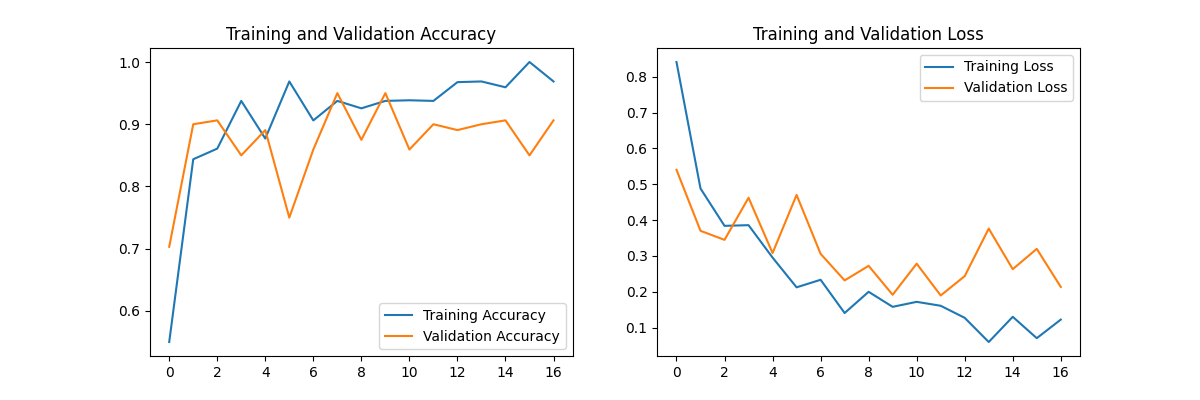 Training and Validation Accuracy
1.0
0.9
0.8
0.7
0.6
0 2 4 6 8 10 12 14 16
Training Accuracy
Validation Accuracy
Training and Validation Loss
0.8
0.7
0.6
0.5
0.4
0.3
0.2
0.1
0 2 4 6 8 10 12 14 16
Training Loss
Validation Loss